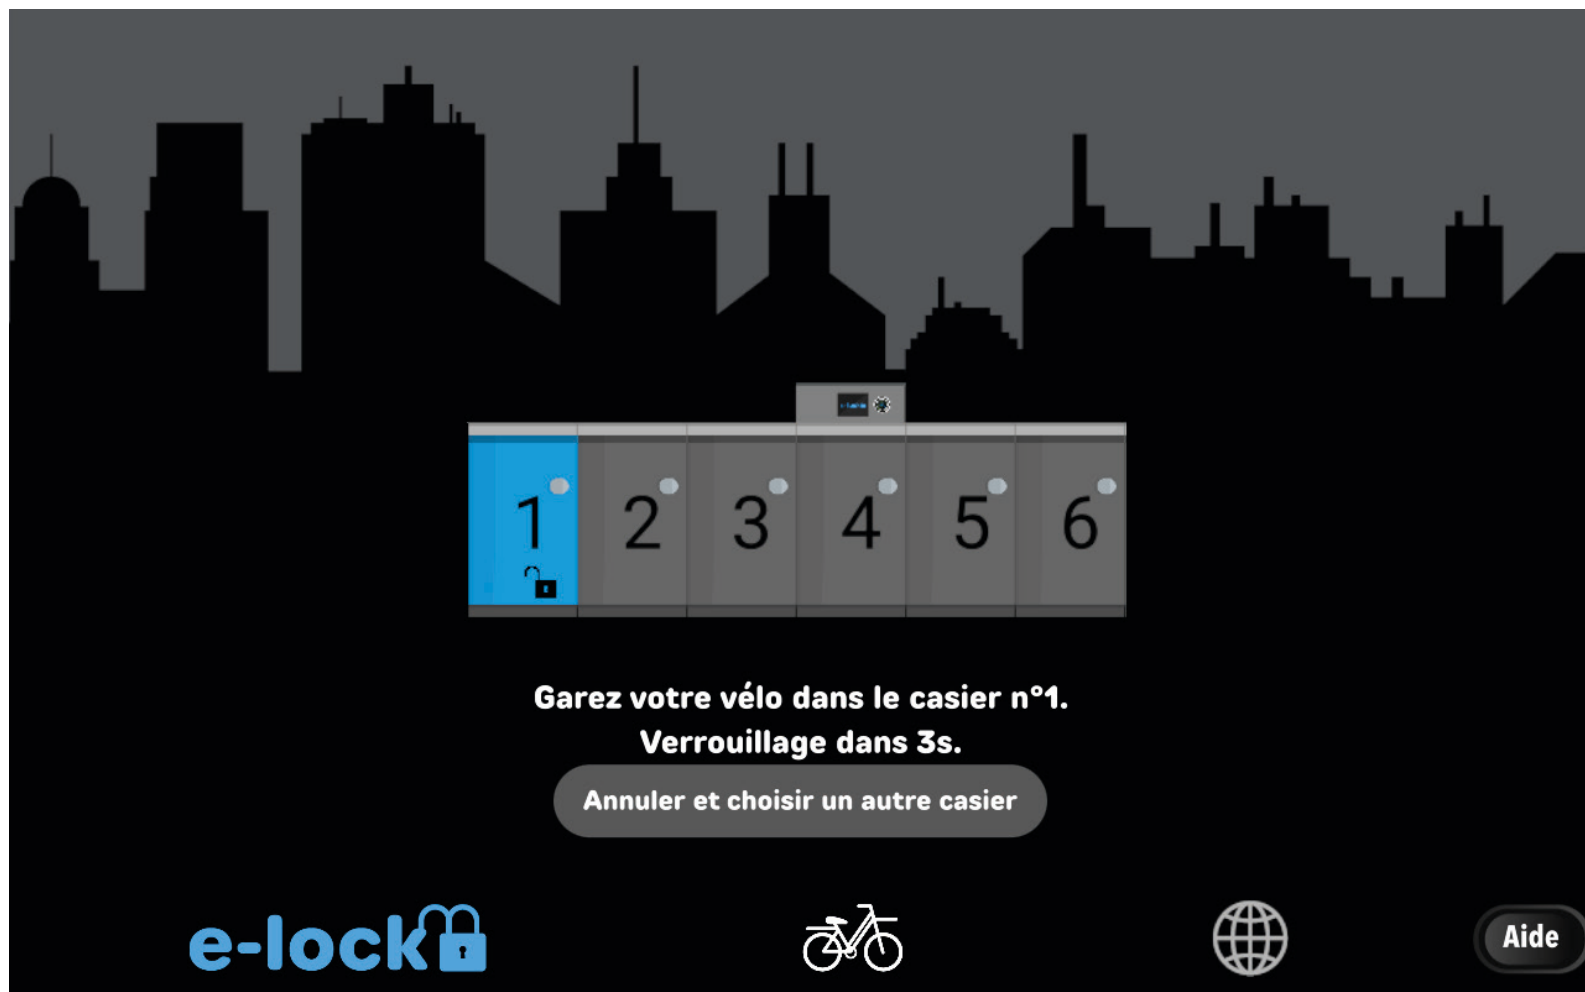 1 2 3 4 5 6
Garez votre vélo dans le casier n°1.
Verrouillage dans 3s.
Annuler et choisir un autre casier
e-lock
Aide